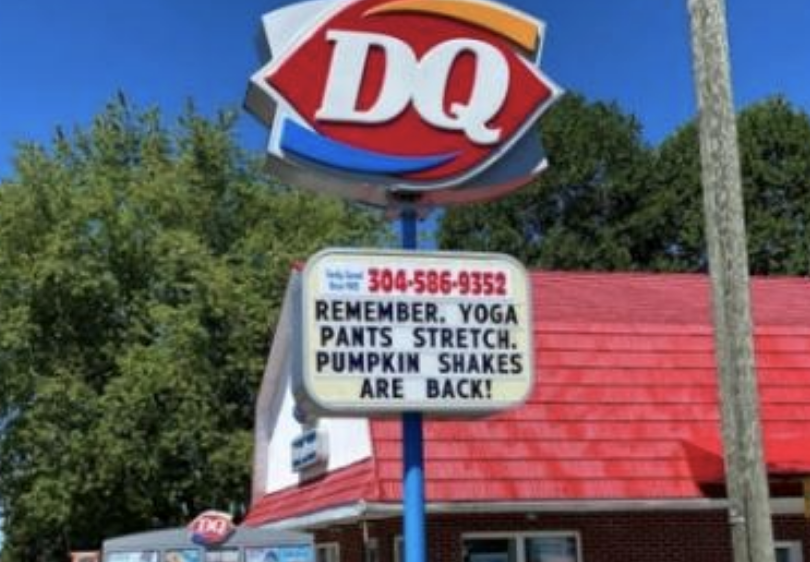 DQ
304-586-9352
REMEMBER. YOGA
PANTS STRETCH.
PUMPKIN SHAKES
ARE BACK!
DQ